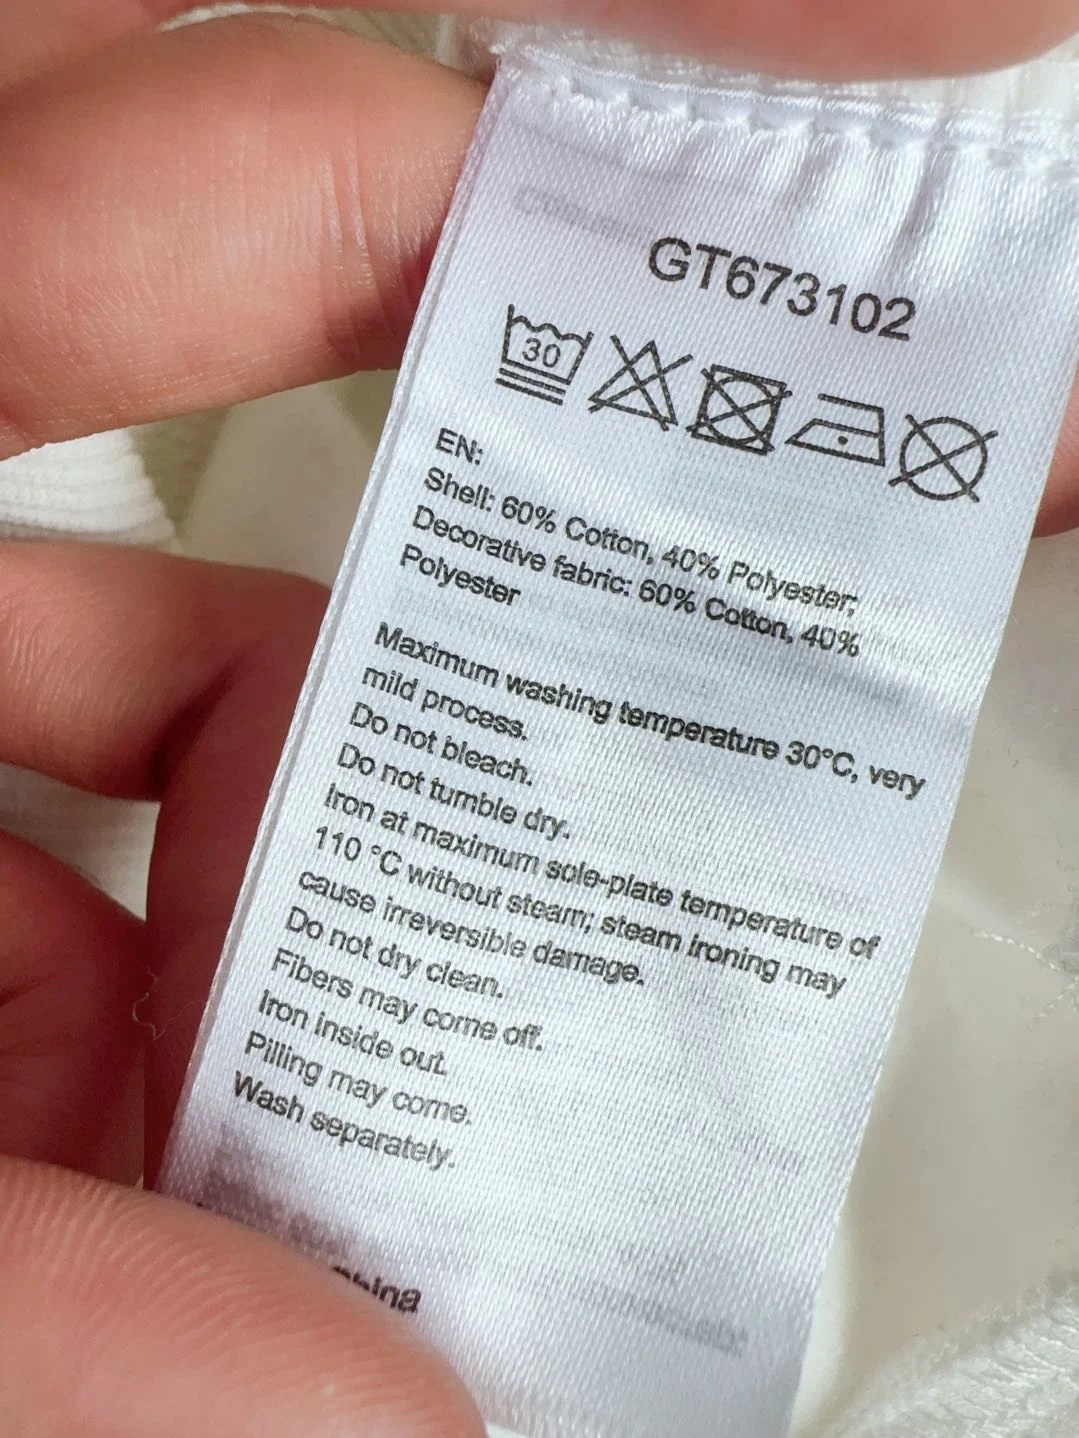 GT673102
30
EN:
Shell: 60% Cotton, 40% Polyester;
Decorative fabric: 60% Cotton, 40%
Polyester
Maximum washing temperature 30°C, very
mild process.
Do not bleach.
Do not tumble dry.
Iron at maximum sole-plate temperature of
110 °C without steam; steam ironing may
cause irreversible damage.
Do not dry clean.
Fibers may come off.
Iron inside out.
Pilling may come.
Wash separately.
China